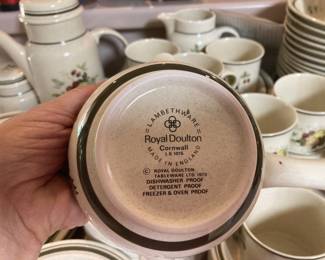 LAMBETHWARE
Royal Doulton
Cornwall
L S 1015
MADE IN ENGLAND
© ROYAL DOULTON
TABLEWARE LTD 1973
DISHWASHER PROOF
DETERGENT PROOF
FREEZER & OVEN PROOF